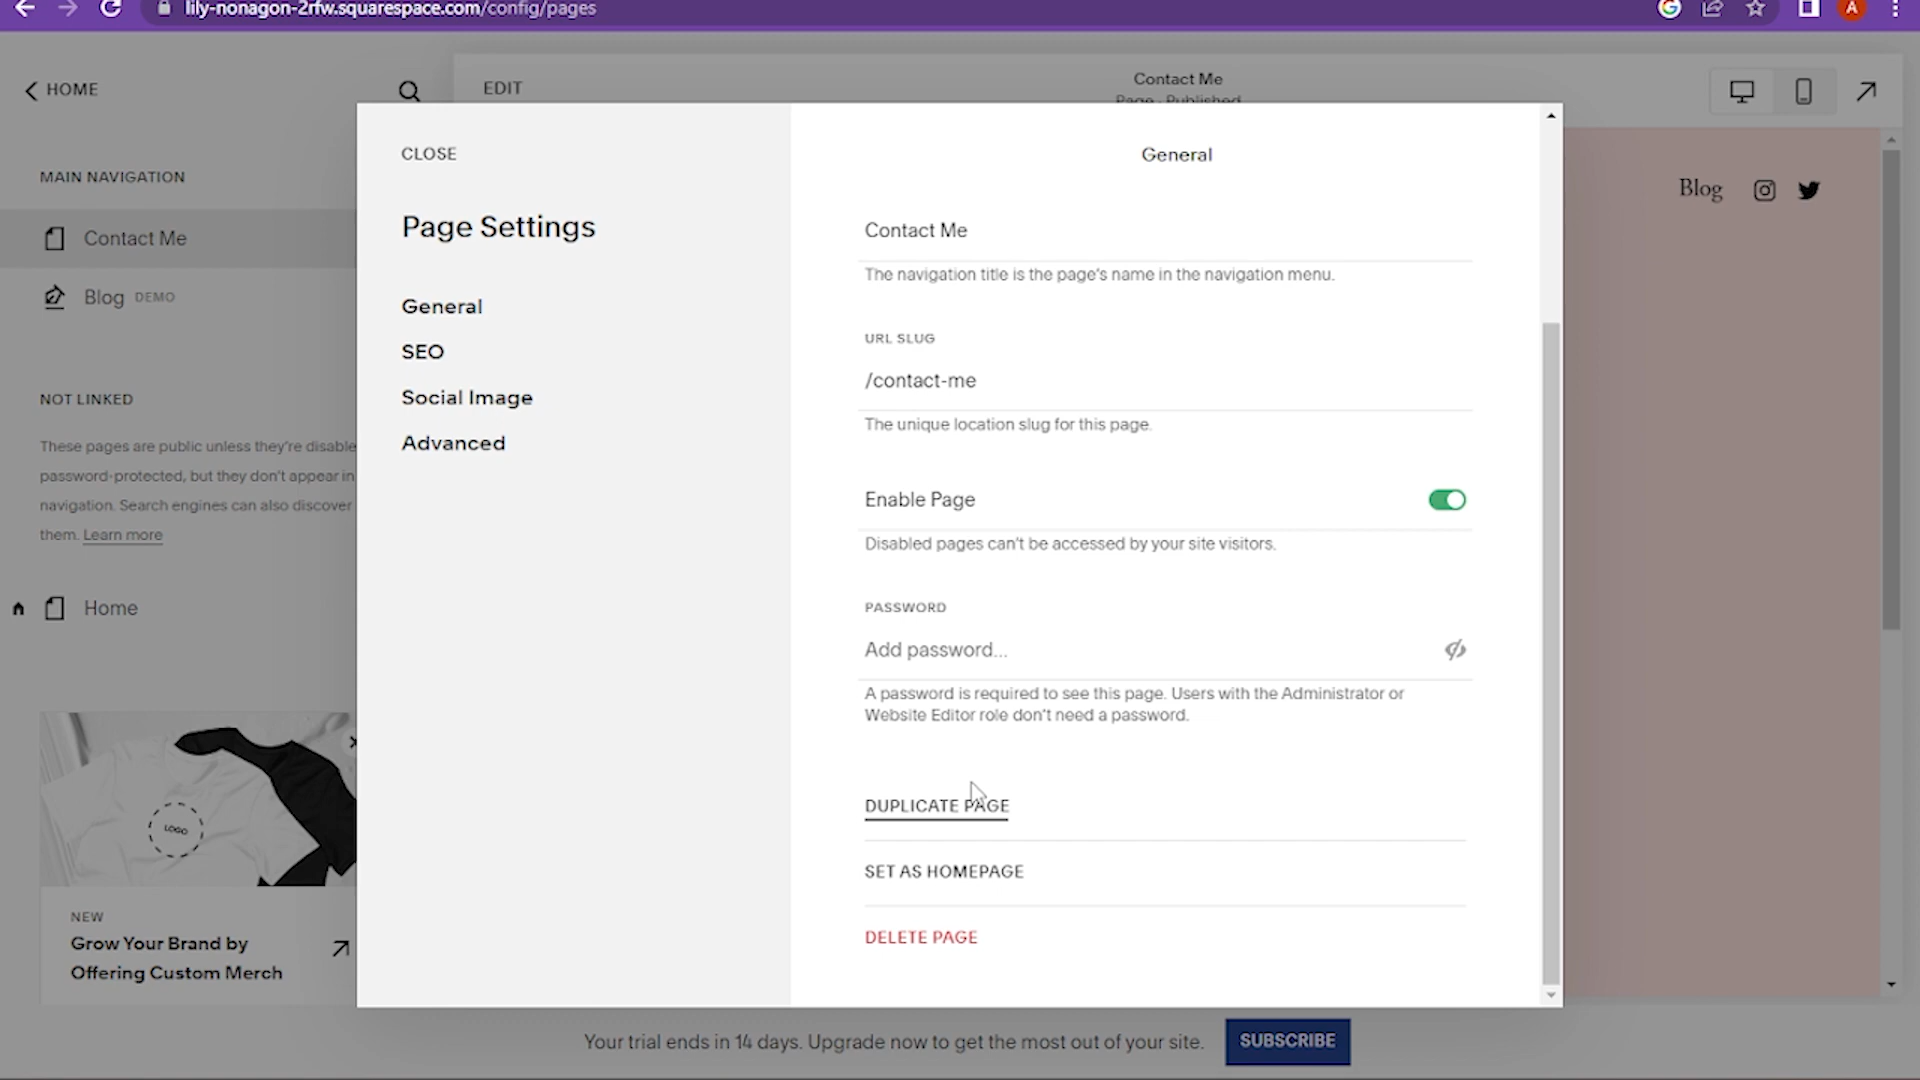 lily-nonagon-2rfw.squarespace.com/config/pages
A
HOME
EDIT
Contact Me
Page · Published
MAIN NAVIGATION
Contact Me
Blog DEMO
NOT LINKED
These pages are public unless they're disable
password-protected, but they don't appear in
navigation. Search engines can also discover
them. Learn more
Home
LOGO
NEW
Grow Your Brand by
Offering Custom Merch
CLOSE
Page Settings
General
SEO
Social Image
Advanced
General
Contact Me
The navigation title is the page's name in the navigation menu.
URL SLUG
/contact-me
The unique location slug for this page.
Enable Page
Disabled pages can't be accessed by your site visitors.
PASSWORD
Add password...
A password is required to see this page. Users with the Administrator or
Website Editor role don't need a password.
DUPLICATE PAGE
SET AS HOMEPAGE
DELETE PAGE
Blog
Your trial ends in 14 days. Upgrade now to get the most out of your site.
SUBSCRIBE